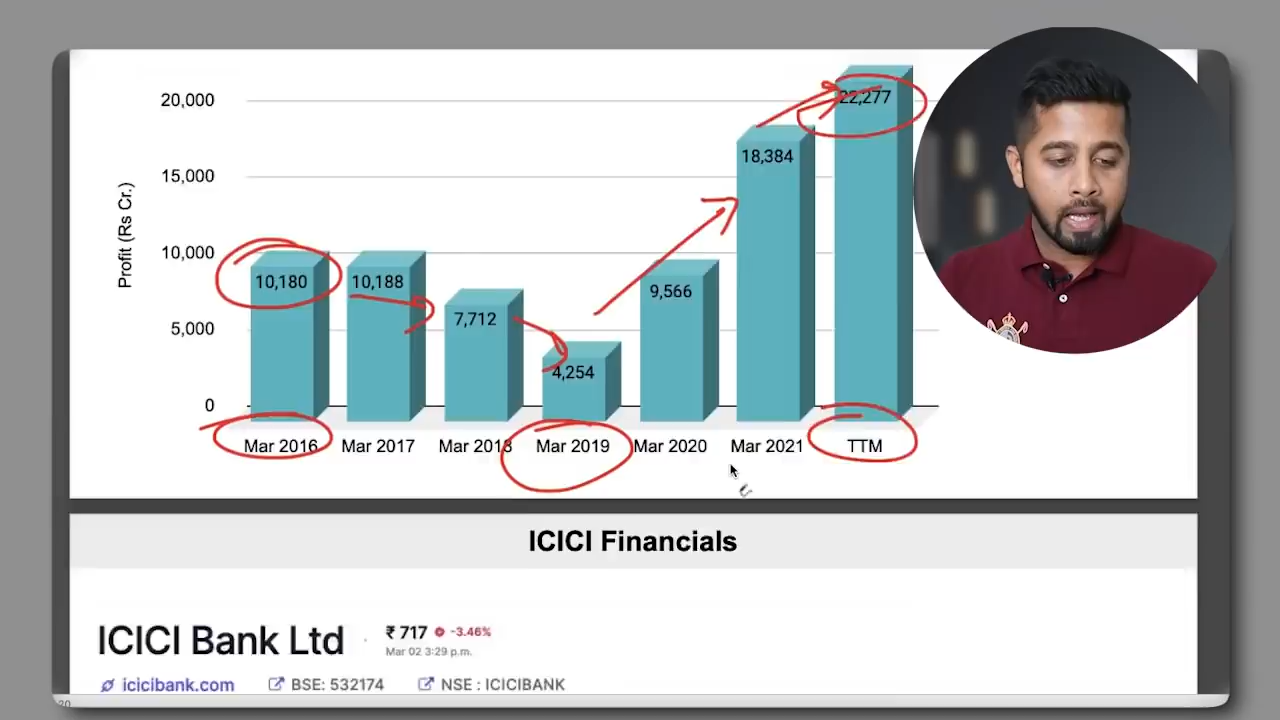 20,000
15,000
10,000
5,000
0
Profit (Rs Cr.)
10,180
10,188
7,712
4,254
9,566
18,384
22,277
Mar 2016 Mar 2017 Mar 2018 Mar 2019 Mar 2020 Mar 2021 TTM
ICICI Financials
ICICI Bank Ltd
₹ 717 -3.46%
Mar 02 3:29 p.m.
icicibank.com BSE: 532174 NSE : ICICIBANK